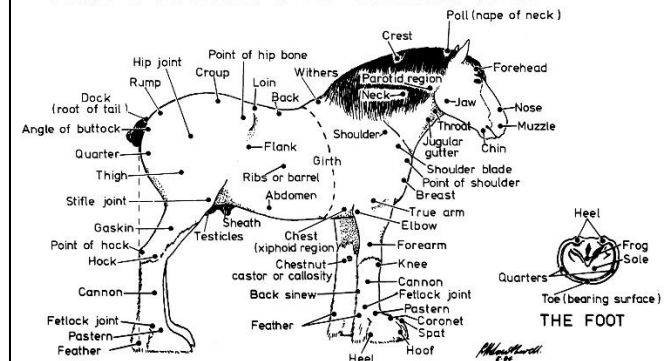 Poll (nape of neck)
Crest
Point of hip bone
Hip joint
Withers
Forehead
Croup
Loin
Parotid region
Rump
Back
Neck
Jaw
Nose
Dock
(root of tail)
Muzzle
Angle of buttock
Throat
Shoulder
Jugular
gutter
Chin
Quarter
Flank
Girth
Shoulder blade
Thigh
Ribs or barrel
Point of shoulder
Breast
Stifle joint
Abdomen
True arm
Sheath
Elbow
Testicles
Chest
(xiphoid region)
Gaskin
Forearm
Heel
Point of hock
Hock
Chestnut
castor or callosity
Knee
Frog
Sole
Cannon
Cannon
Quarters
Back sinew
Fetlock joint
Toe (bearing surface)
Fetlock joint
Feather
Pastern
Coronet
Pastern
Spat
THE FOOT
Feather
Heel
Hoof